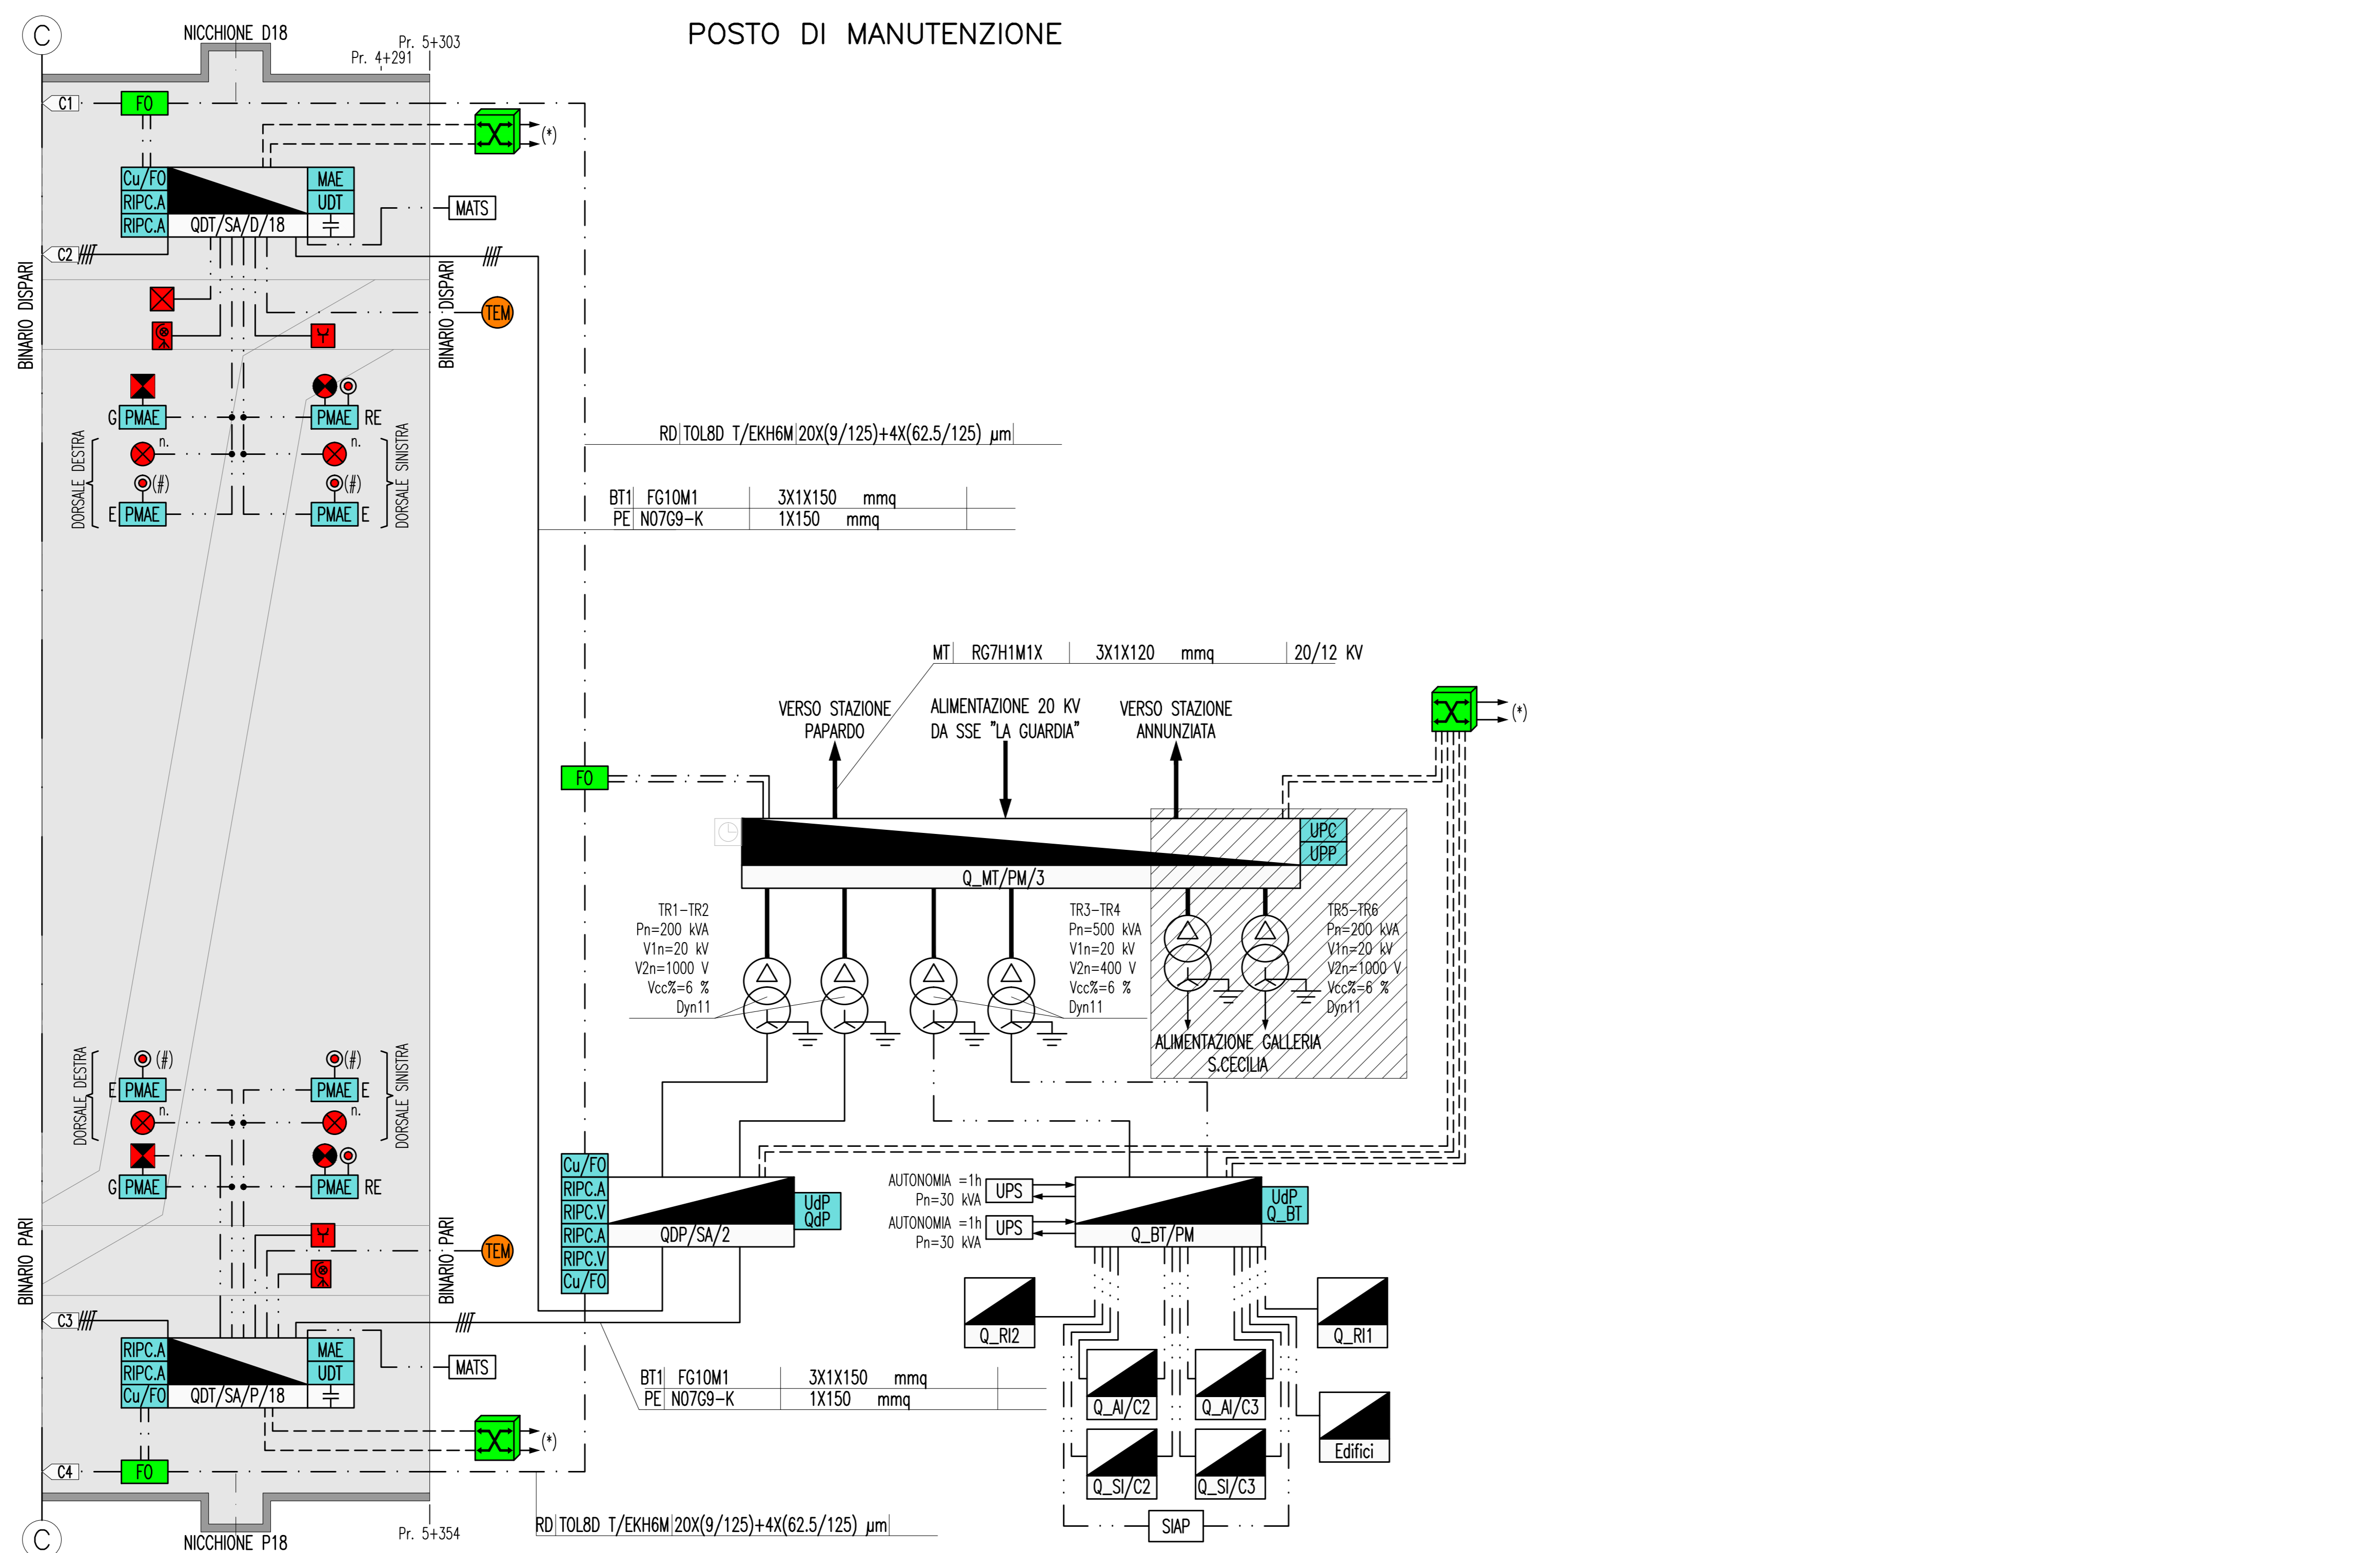 POSTO DI MANUTENZIONE
C
NICCHIONE D18
Pr. 5+303
Pr. 4+291
C1
FO
(*)
Cu/FO
RIPC.A
RIPC.A
QDT/SA/D/18
MAE
UDT
MATS
C2
BINARIO DISPARI
BINARIO DISPARI
TEM
G
PMAE
PMAE
RE
n.
n.
(#)
(#)
E
PMAE
PMAE
E
DORSALE DESTRA
DORSALE SINISTRA
RD TOL8D T/EKH6M 20X(9/125)+4X(62.5/125) µm
BT1 FG10M1 3X1X150 mmq
PE N07G9-K 1X150 mmq
MT RG7H1M1X 3X1X120 mmq 20/12 KV
VERSO STAZIONE
PAPARDO
ALIMENTAZIONE 20 KV
DA SSE "LA GUARDIA"
VERSO STAZIONE
ANNUNZIATA
(*)
FO
UPC
UPP
Q_MT/PM/3
TR1-TR2
Pn=200 kVA
V1n=20 kV
V2n=1000 V
Vcc%=6 %
Dyn11
TR3-TR4
Pn=500 kVA
V1n=20 kV
V2n=400 V
Vcc%=6 %
Dyn11
TR5-TR6
Pn=200 kVA
V1n=20 kV
V2n=1000 V
Vcc%=6 %
Dyn11
ALIMENTAZIONE GALLERIA
S.CECILIA
DORSALE DESTRA
DORSALE SINISTRA
(#)
(#)
E
PMAE
PMAE
E
n.
n.
G
PMAE
PMAE
RE
BINARIO PARI
BINARIO PARI
TEM
Cu/FO
RIPC.A
RIPC.V
RIPC.A
RIPC.V
Cu/FO
QDP/SA/2
UdP
QdP
AUTONOMIA =1h
Pn=30 kVA
UPS
AUTONOMIA =1h
Pn=30 kVA
UPS
Q_BT/PM
UdP
Q_BT
Q_RI2
Q_RI1
Q_AI/C2
Q_AI/C3
Q_SI/C2
Q_SI/C3
Edifici
SIAP
C3
RIPC.A
RIPC.A
Cu/FO
QDT/SA/P/18
MAE
UDT
MATS
BT1 FG10M1 3X1X150 mmq
PE N07G9-K 1X150 mmq
(*)
C4
FO
RD TOL8D T/EKH6M 20X(9/125)+4X(62.5/125) µm
Pr. 5+354
NICCHIONE P18
C